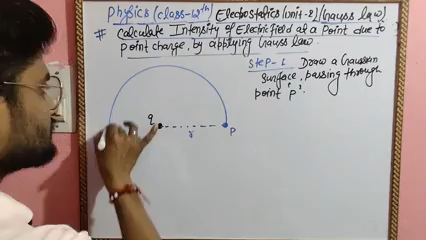 Physics (class-12th) Electrostatics (Unit-2) (Gauss law)
# Calculate Intensity of Electric field at a Point due to
point charge, by applying Gauss law.
Step-1 Draw a Gaussian
surface, passing through
point 'P'.
q
r
P